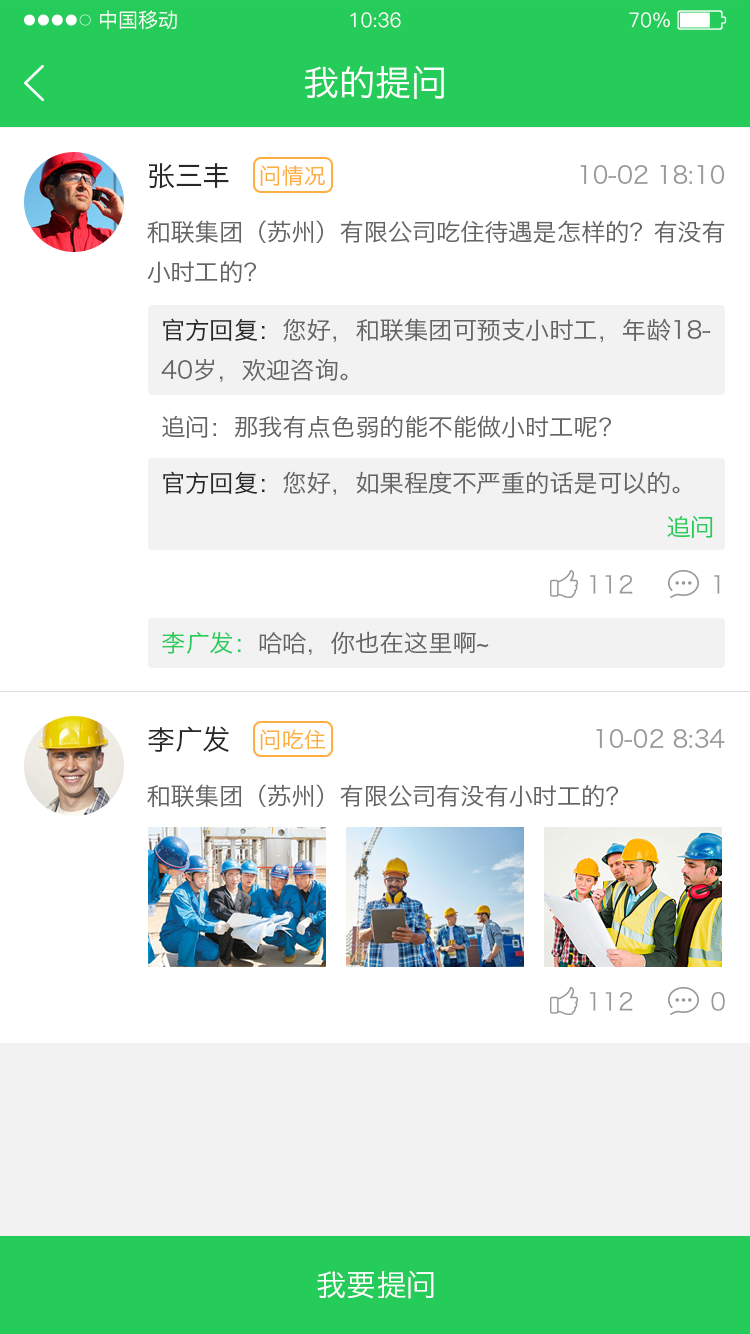 中国移动 10:36 70%
我的提问
张三丰 问情况 10-02 18:10
和联集团（苏州）有限公司吃住待遇是怎样的？有没有
小时工的？
官方回复：您好，和联集团可预支小时工，年龄18-
40岁，欢迎咨询。
追问：那我有点色弱的能不能做小时工呢？
官方回复：您好，如果程度不严重的话是可以的。
追问
112 1
李广发：哈哈，你也在这里啊~
李广发 问吃住 10-02 8:34
和联集团（苏州）有限公司有没有小时工的？
112 0
我要提问